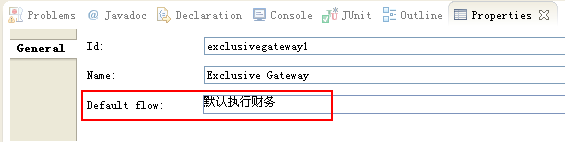 Problems @ Javadoc Declaration Console JUnit Outline Properties
General
Id: exclusivegateway1
Name: Exclusive Gateway
Default flow: 默认执行财务